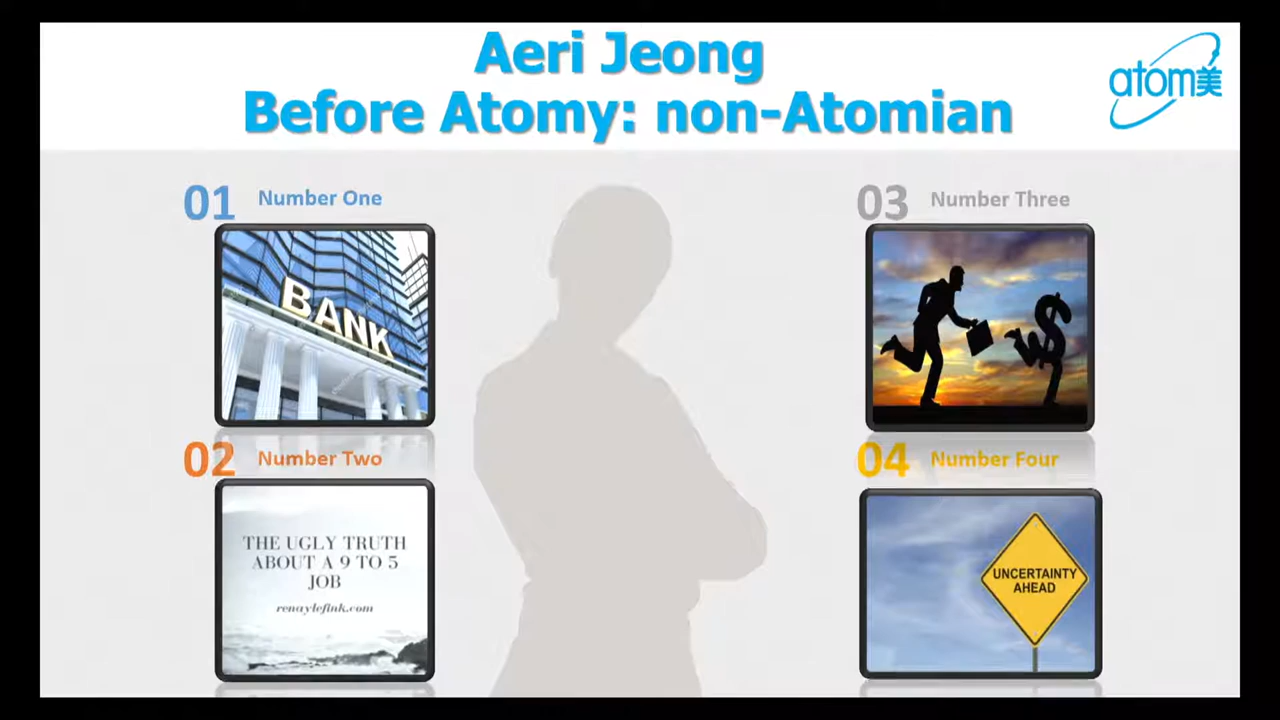 Aeri Jeong
Before Atomy: non-Atomian
atom美
01 Number One
BANK
02 Number Two
THE UGLY TRUTH
ABOUT A 9 TO 5
JOB
renaylefink.com
03 Number Three
$
04 Number Four
UNCERTAINTY
AHEAD